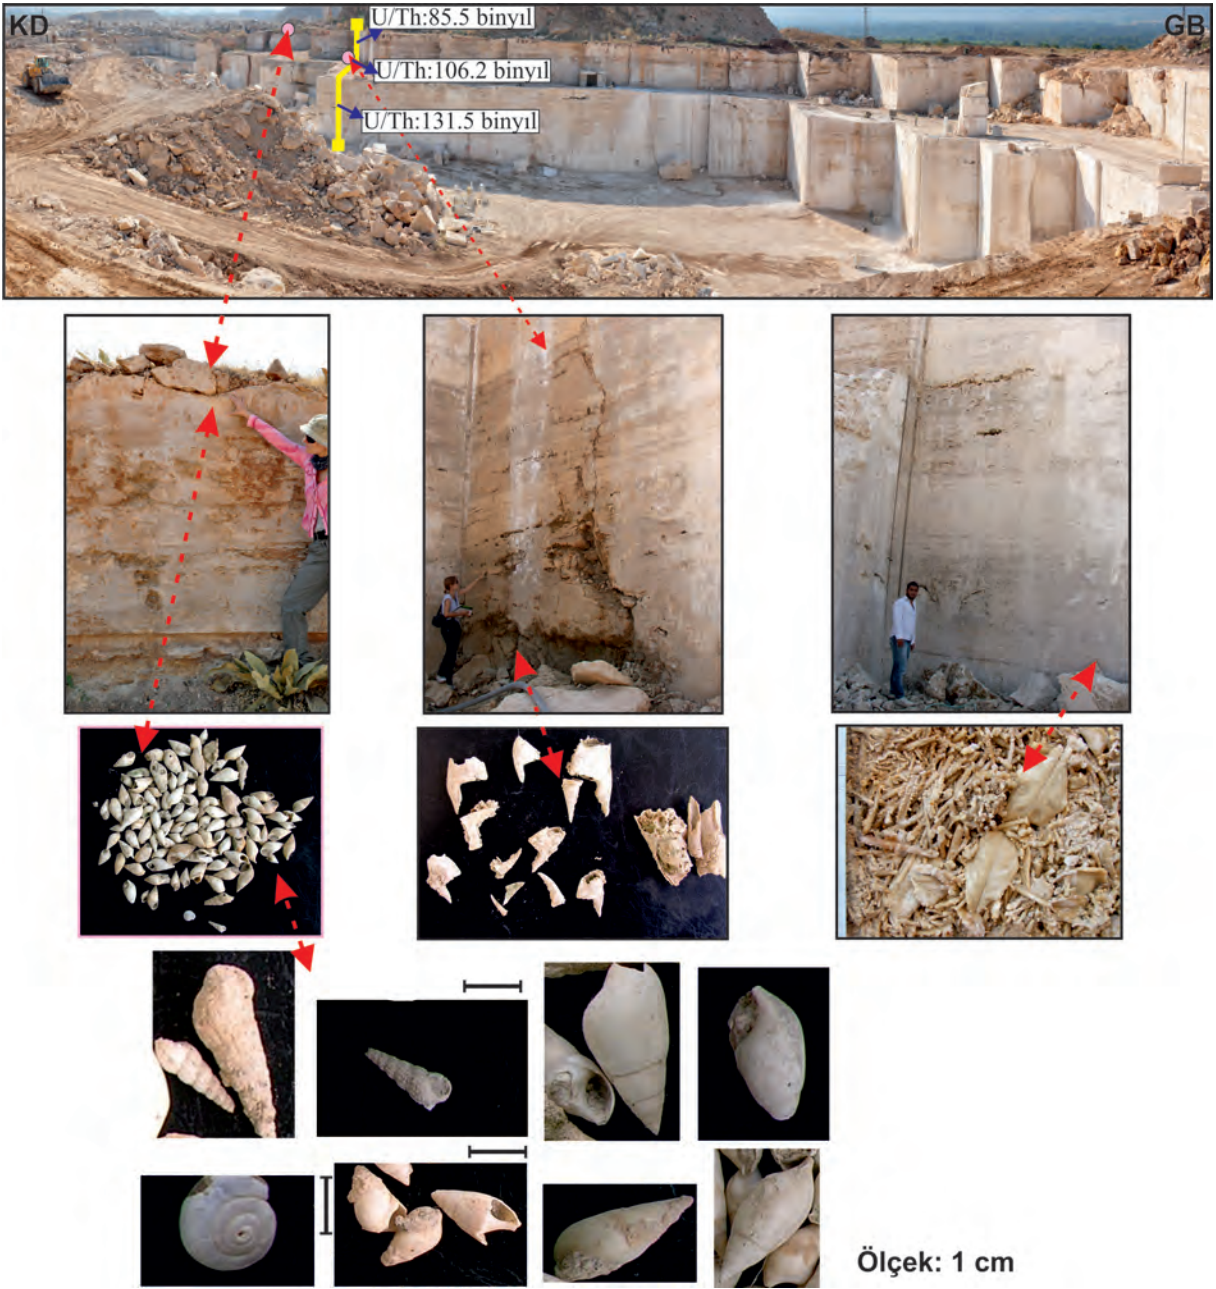 KD
GB
U/Th:85.5 binyıl
U/Th:106.2 binyıl
U/Th:131.5 binyıl
Ölçek: 1 cm